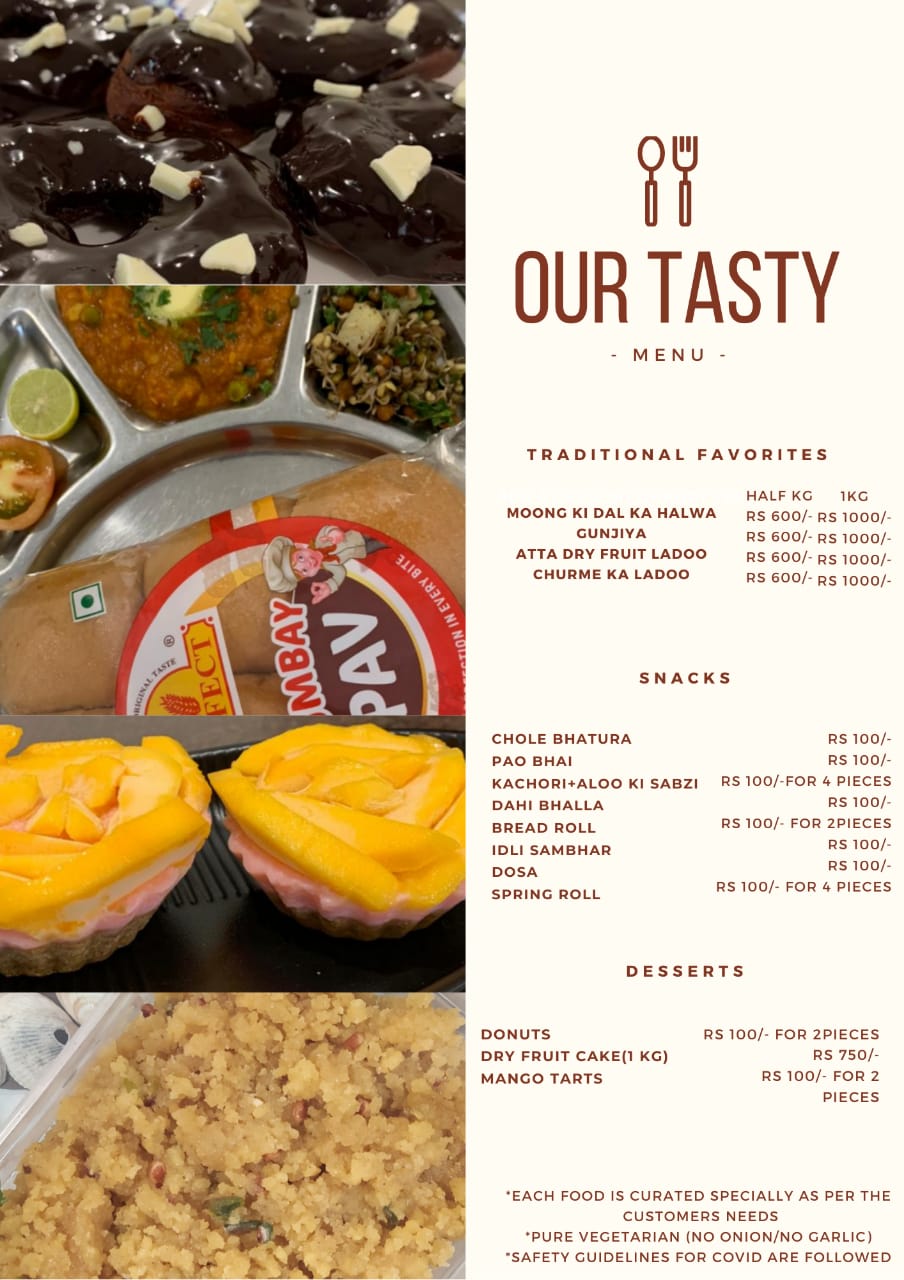 OUR TASTY
- MENU -
TRADITIONAL FAVORITES
HALF KG 1KG
MOONG KI DAL KA HALWA RS 600/- RS 1000/-
GUNJIYA RS 600/- RS 1000/-
ATTA DRY FRUIT LADOO RS 600/- RS 1000/-
CHURME KA LADOO RS 600/- RS 1000/-
SNACKS
CHOLE BHATURA RS 100/-
PAO BHAI RS 100/-
KACHORI+ALOO KI SABZI RS 100/-FOR 4 PIECES
DAHI BHALLA RS 100/-
BREAD ROLL RS 100/- FOR 2PIECES
IDLI SAMBHAR RS 100/-
DOSA RS 100/-
SPRING ROLL RS 100/- FOR 4 PIECES
DESSERTS
DONUTS RS 100/- FOR 2PIECES
DRY FRUIT CAKE(1 KG) RS 750/-
MANGO TARTS RS 100/- FOR 2
PIECES
*EACH FOOD IS CURATED SPECIALLY AS PER THE
CUSTOMERS NEEDS
*PURE VEGETARIAN (NO ONION/NO GARLIC)
*SAFETY GUIDELINES FOR COVID ARE FOLLOWED
ORIGINAL TASTE
®
FECT
OMBAY
PAV
FECTION IN EVERY BITE